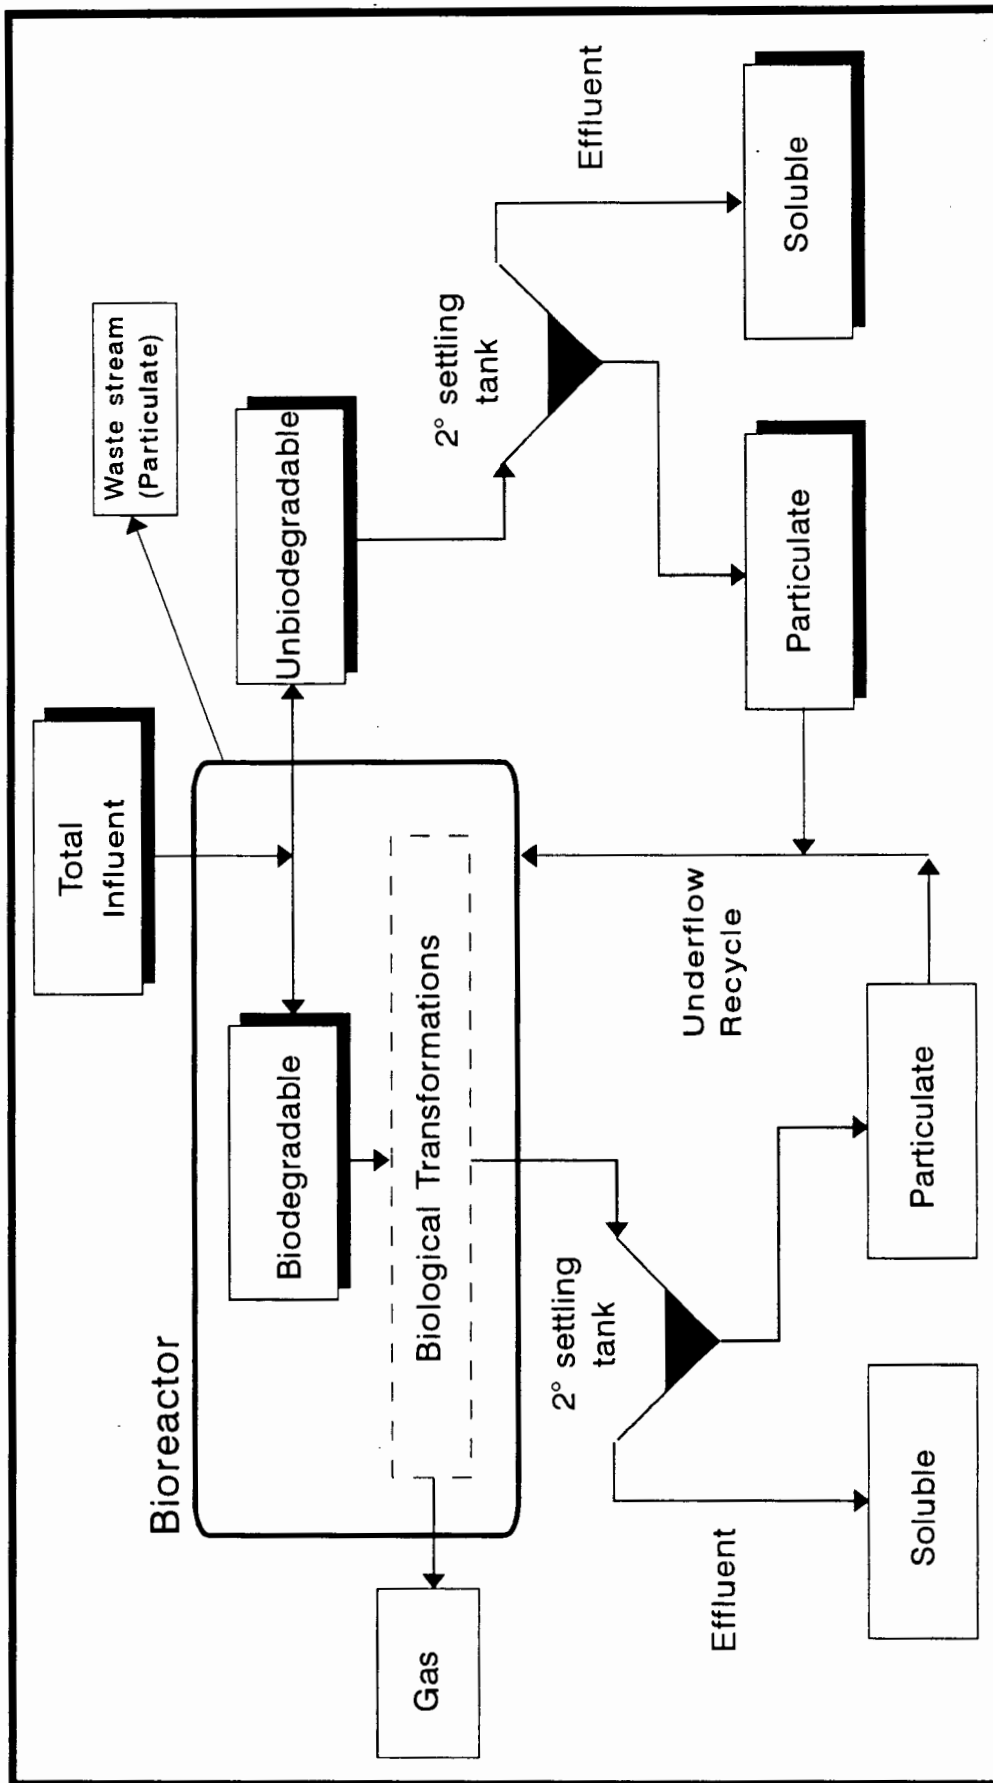 Total
Influent
Waste stream
(Particulate)
Bioreactor
Biodegradable
Unbiodegradable
Biological Transformations
Gas
2° settling
tank
Effluent
2° settling
tank
Underflow
Recycle
Effluent
Particulate
Soluble
Soluble
Particulate